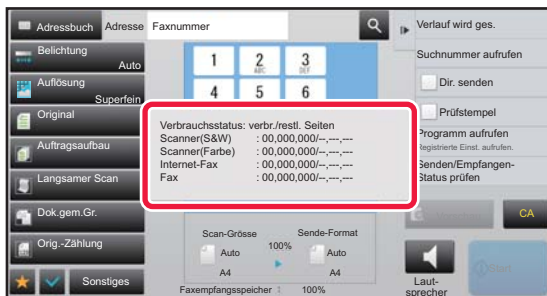 Adressbuch
Adresse
Faxnummer
Verlauf wird ges.
Belichtung
Auto
Auflösung
Superfein
Original
Auftragsaufbau
Langsamer Scan
Dok.gem.Gr.
Orig.-Zählung
Sonstiges
1
2
ABC
3
DEF
4
5
6
Verbrauchsstatus: verbr./restl. Seiten
Scanner(S&W) : 00,000,000/--,---,---
Scanner(Farbe) : 00,000,000/--,---,---
Internet-Fax : 00,000,000/--,---,---
Fax : 00,000,000/--,---,---
Scan-Grösse
Sende-Format
Auto
100%
Auto
A4
A4
Faxempfangsspeicher : 100%
Suchnummer aufrufen
Dir. senden
Prüfstempel
Programm aufrufen
Registrierte Einst. aufrufen.
Senden/Empfangen-
Status prüfen
CA
Laut-
sprecher
Start